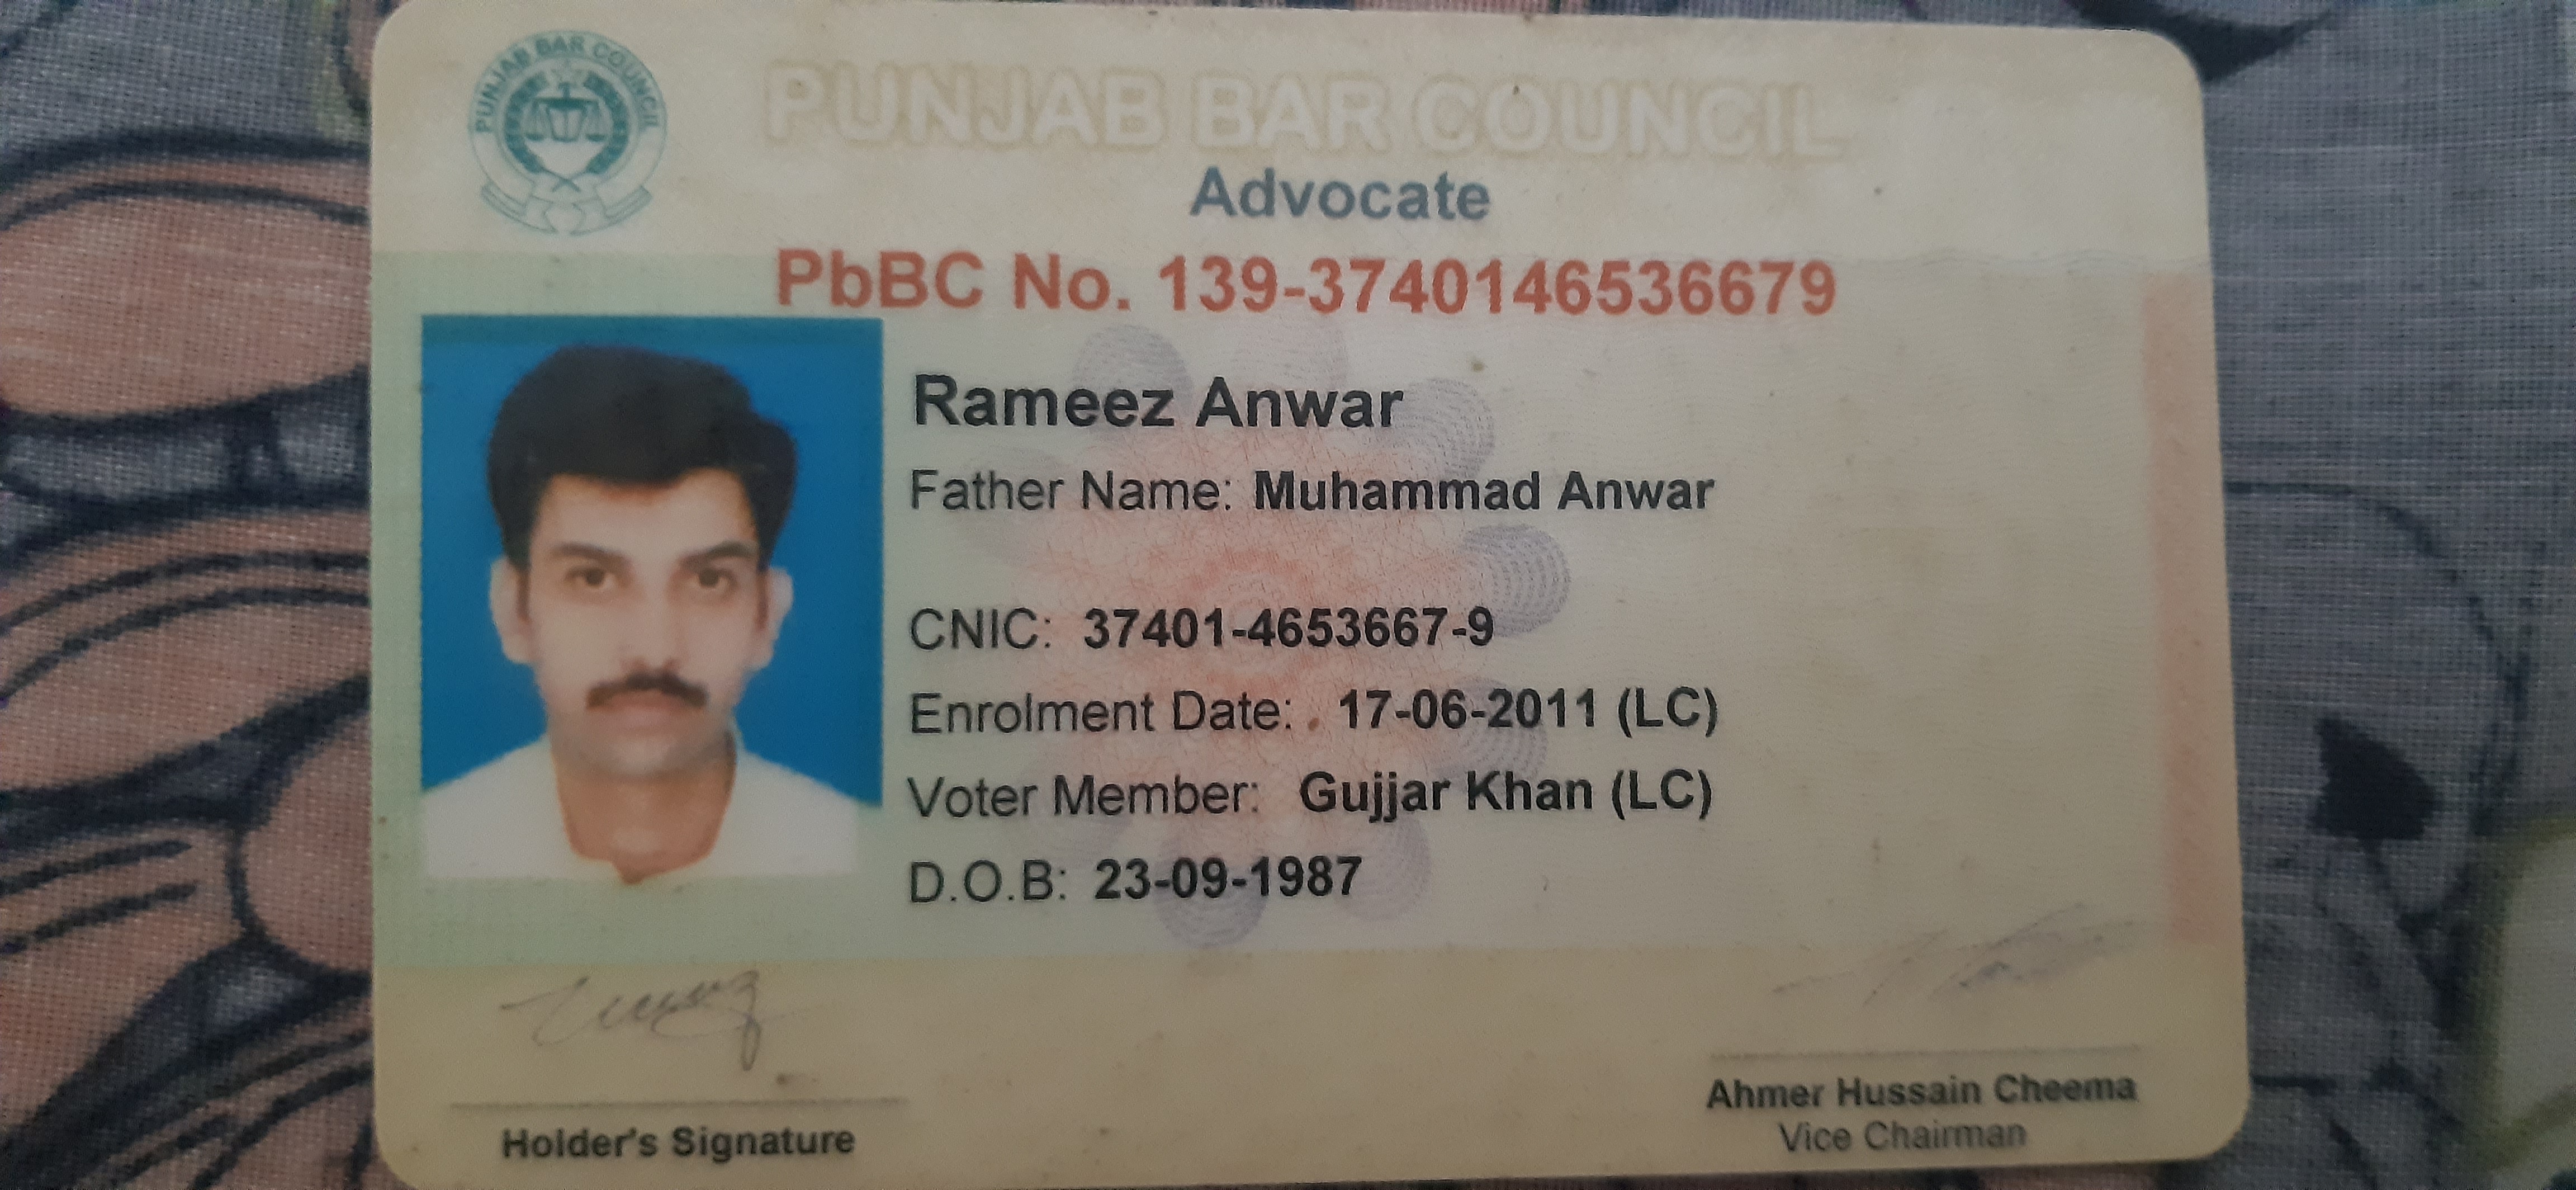 PUNJAB BAR COUNCIL
PUNJAB BAR COUNCIL
Advocate
PbBC No. 139-3740146536679
Rameez Anwar
Father Name: Muhammad Anwar
CNIC: 37401-4653667-9
Enrolment Date: . 17-06-2011 (LC)
Voter Member: Gujjar Khan (LC)
D.O.B: 23-09-1987
Holder's Signature
Ahmer Hussain Cheema
Vice Chairman